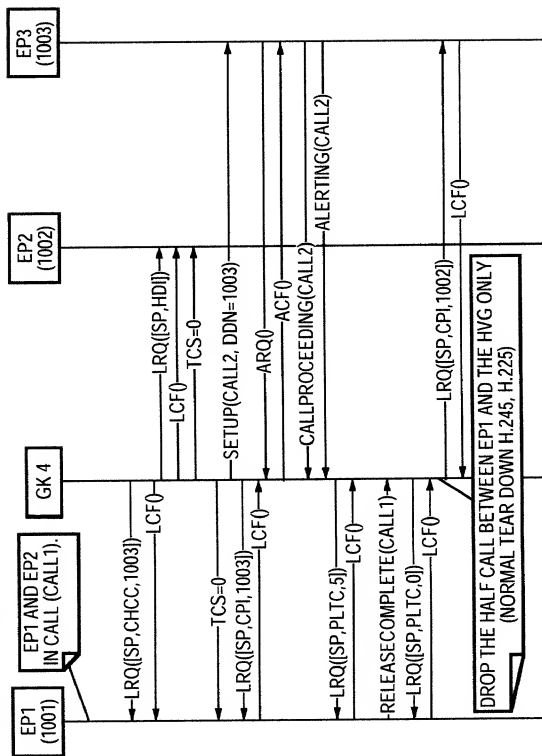 EP1
(1001)
EP1 AND EP2
IN CALL (CALL1).
GK 4
EP2
(1002)
EP3
(1003)
LRQ([SP,CHCC,1003])
LCF()
LRQ([SP,HDI])
LCF()
TCS=0
TCS=0
SETUP(CALL2, DDN=1003)
LRQ([SP,CPI,1003])
ARQ()
LCF()
ACF()
CALLPROCEEDING(CALL2)
ALERTING(CALL2)
LRQ([SP,PLTC,5])
LCF()
RELEASECOMPLETE(CALL1)
LRQ([SP,PLTC,0])
LCF()
LRQ([SP,CPI,1002])
LCF()
DROP THE HALF CALL BETWEEN EP1 AND THE HVG ONLY
(NORMAL TEAR DOWN H.245, H.225)